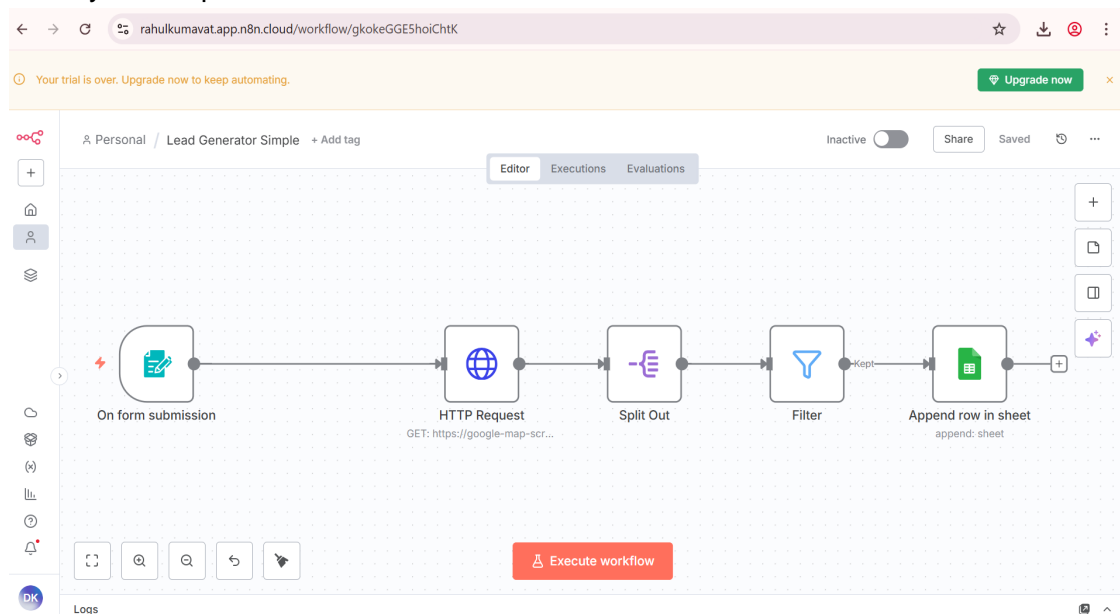 rahulkumavat.app.n8n.cloud/workflow/gkokeGGE5hoiChtK
Your trial is over. Upgrade now to keep automating.
Upgrade now
Personal / Lead Generator Simple + Add tag
Inactive
Share
Saved
Editor Executions Evaluations
Kept
On form submission
HTTP Request
GET: https://google-map-scr...
Split Out
Filter
Append row in sheet
append: sheet
Execute workflow
DK
Logs